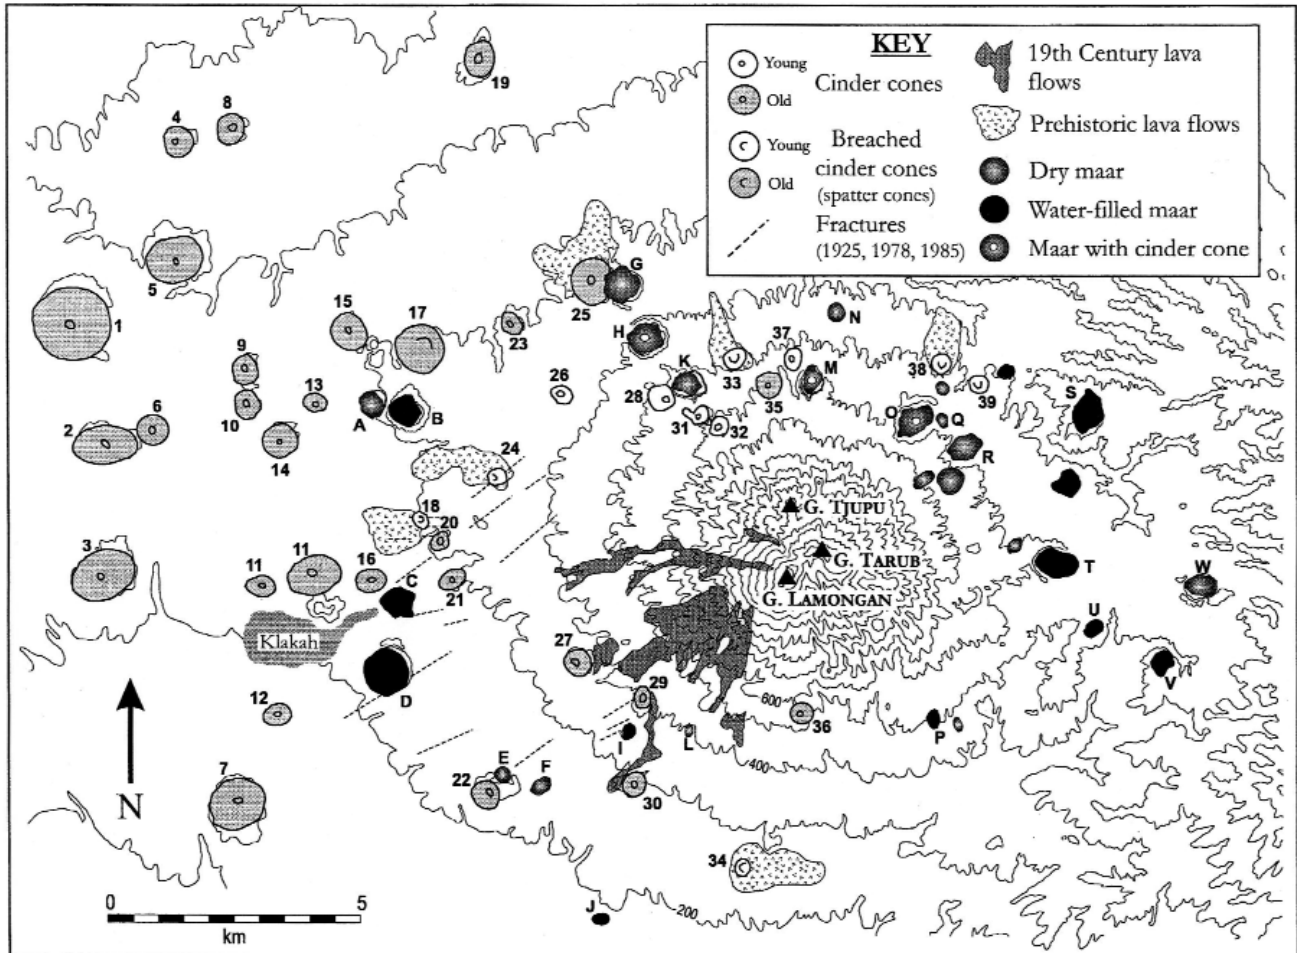 KEY
Young
Cinder cones
Old
Young
Breached
cinder cones
(spatter cones)
Old
Fractures
(1925, 1978, 1985)
19th Century lava
flows
Prehistoric lava flows
Dry maar
Water-filled maar
Maar with cinder cone
19
4
8
5
1
15
17
23
25
G
H
N
37
33
38
39
K
M
S
9
10
13
A
B
26
28
35
O
Q
31
32
R
2
6
14
24
G. TJUPU
18
20
G. TARUB
3
11
11
16
C
21
G. LAMONGAN
T
W
U
Klakah
27
V
D
29
600
12
I
L
36
P
400
E
F
22
30
7
N
34
J
200
0
5
km